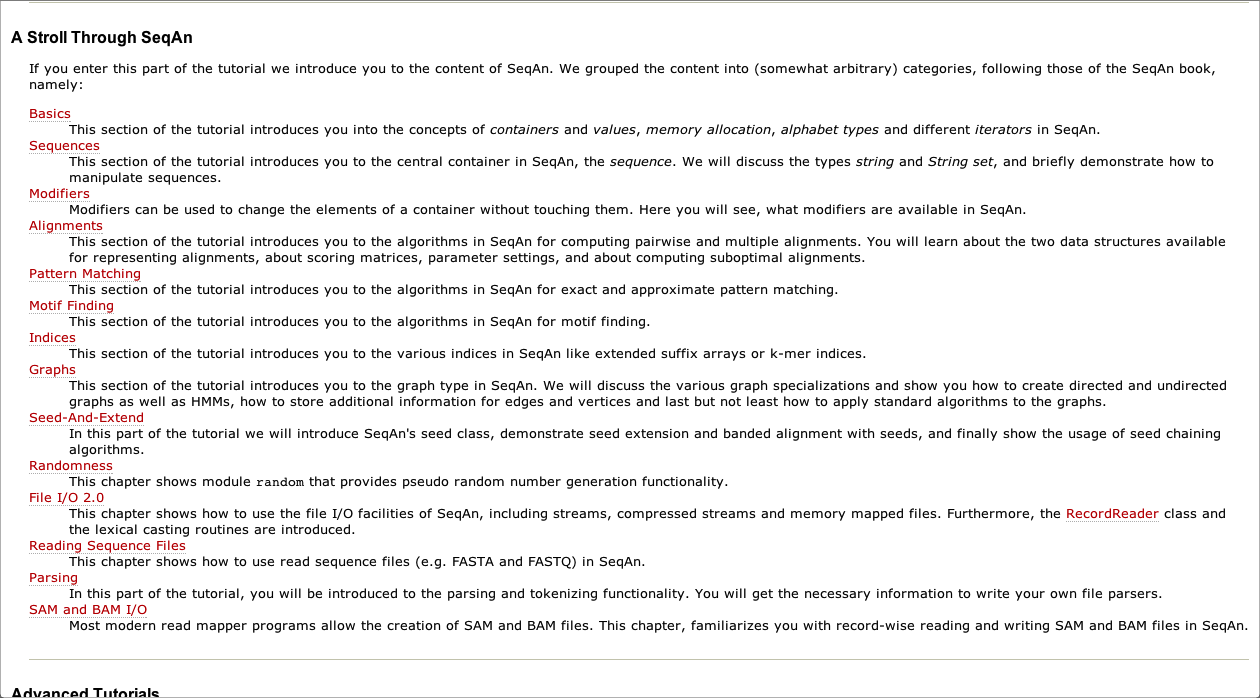 A Stroll Through SeqAn
If you enter this part of the tutorial we introduce you to the content of SeqAn. We grouped the content into (somewhat arbitrary) categories, following those of the SeqAn book,
namely:
Basics
This section of the tutorial introduces you into the concepts of containers and values, memory allocation, alphabet types and different iterators in SeqAn.
Sequences
This section of the tutorial introduces you to the central container in SeqAn, the sequence. We will discuss the types string and String set, and briefly demonstrate how to
manipulate sequences.
Modifiers
Modifiers can be used to change the elements of a container without touching them. Here you will see, what modifiers are available in SeqAn.
Alignments
This section of the tutorial introduces you to the algorithms in SeqAn for computing pairwise and multiple alignments. You will learn about the two data structures available
for representing alignments, about scoring matrices, parameter settings, and about computing suboptimal alignments.
Pattern Matching
This section of the tutorial introduces you to the algorithms in SeqAn for exact and approximate pattern matching.
Motif Finding
This section of the tutorial introduces you to the algorithms in SeqAn for motif finding.
Indices
This section of the tutorial introduces you to the various indices in SeqAn like extended suffix arrays or k-mer indices.
Graphs
This section of the tutorial introduces you to the graph type in SeqAn. We will discuss the various graph specializations and show you how to create directed and undirected
graphs as well as HMMs, how to store additional information for edges and vertices and last but not least how to apply standard algorithms to the graphs.
Seed-And-Extend
In this part of the tutorial we will introduce SeqAn's seed class, demonstrate seed extension and banded alignment with seeds, and finally show the usage of seed chaining
algorithms.
Randomness
This chapter shows module random that provides pseudo random number generation functionality.
File I/O 2.0
This chapter shows how to use the file I/O facilities of SeqAn, including streams, compressed streams and memory mapped files. Furthermore, the RecordReader class and
the lexical casting routines are introduced.
Reading Sequence Files
This chapter shows how to use read sequence files (e.g. FASTA and FASTQ) in SeqAn.
Parsing
In this part of the tutorial, you will be introduced to the parsing and tokenizing functionality. You will get the necessary information to write your own file parsers.
SAM and BAM I/O
Most modern read mapper programs allow the creation of SAM and BAM files. This chapter, familiarizes you with record-wise reading and writing SAM and BAM files in SeqAn.
Advanced Tutorials